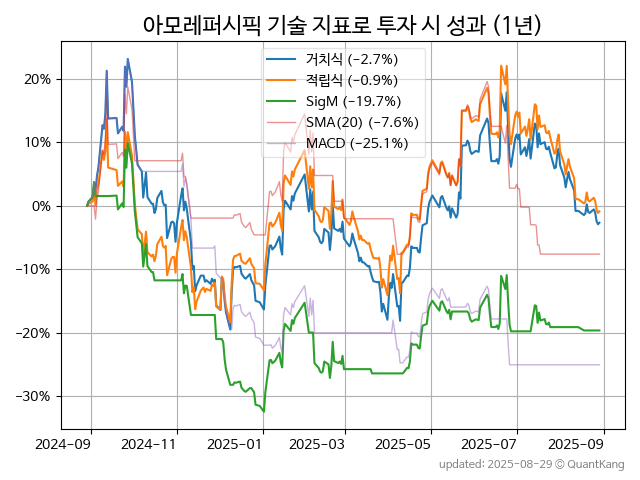 아모레퍼시픽 기술 지표로 투자 시 성과 (1년)
거치식 (−2.7%)
적립식 (−0.9%)
SigM (−19.7%)
SMA(20) (−7.6%)
MACD (−25.1%)
20%
10%
0%
−10%
−20%
−30%
2024-09 2024-11 2025-01 2025-03 2025-05 2025-07 2025-09
updated: 2025-08-29 © QuantKang